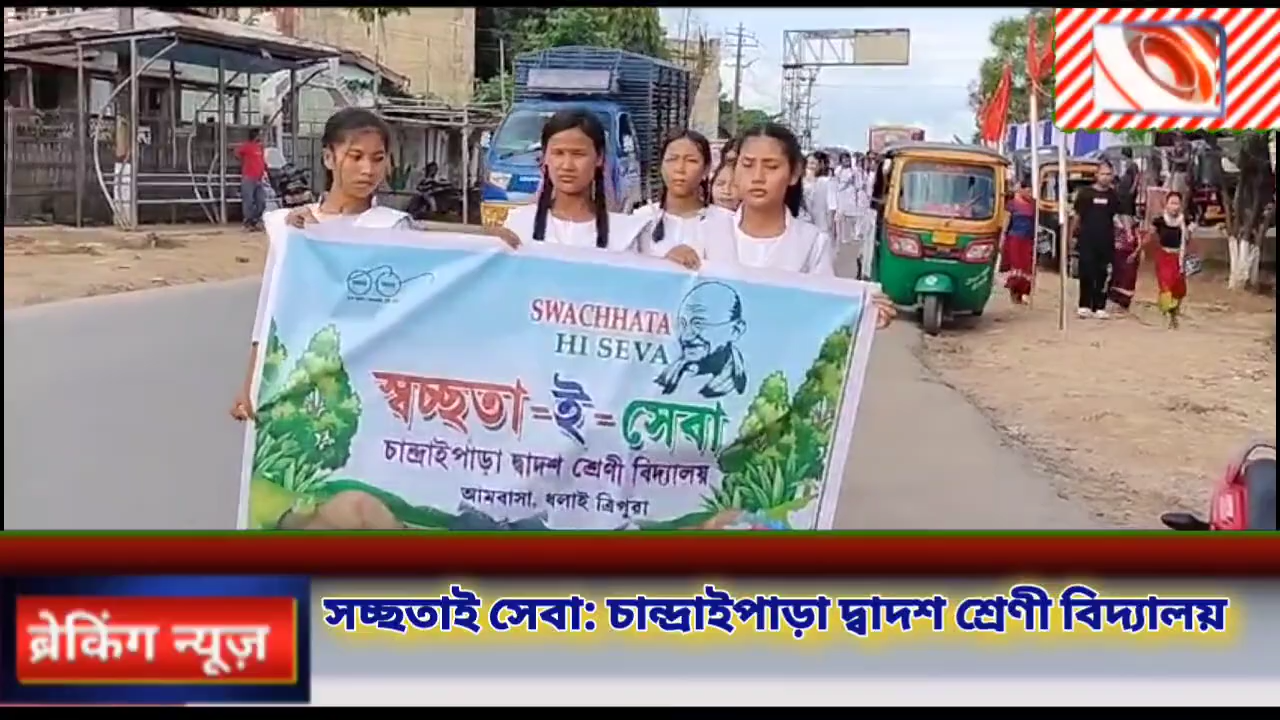 SWACHHATA
HI SEVA
স্বচ্ছতা=ই=সেবা
চান্দ্রাইপাড়া দ্বাদশ শ্রেণী বিদ্যালয়
আমবাসা, ধলাই ত্রিপুরা
ब्रेकिंग न्यूज़
সচ্ছতাই সেবা: চান্দ্রাইপাড়া দ্বাদশ শ্রেণী বিদ্যালয়